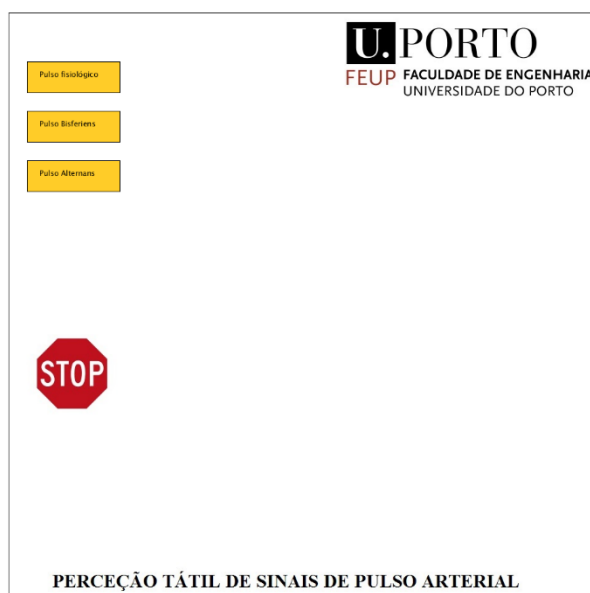 U.PORTO
FEUP FACULDADE DE ENGENHARIA
UNIVERSIDADE DO PORTO
Pulso fisiológico
Pulso Bisferiens
Pulso Alternans
STOP
PERCEÇÃO TÁTIL DE SINAIS DE PULSO ARTERIAL